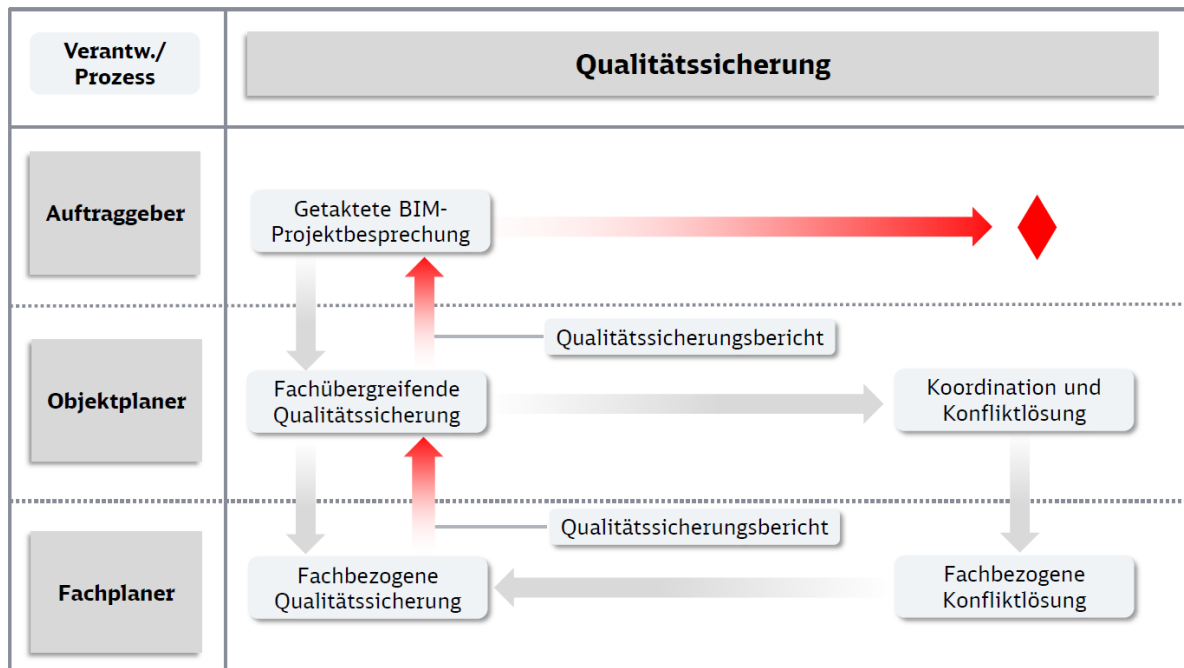 Verantw./
Prozess
Qualitätssicherung
Auftraggeber
Getaktete BIM-
Projektbesprechung
Qualitätssicherungsbericht
Objektplaner
Fachübergreifende
Qualitätssicherung
Koordination und
Konfliktlösung
Qualitätssicherungsbericht
Fachplaner
Fachbezogene
Qualitätssicherung
Fachbezogene
Konfliktlösung